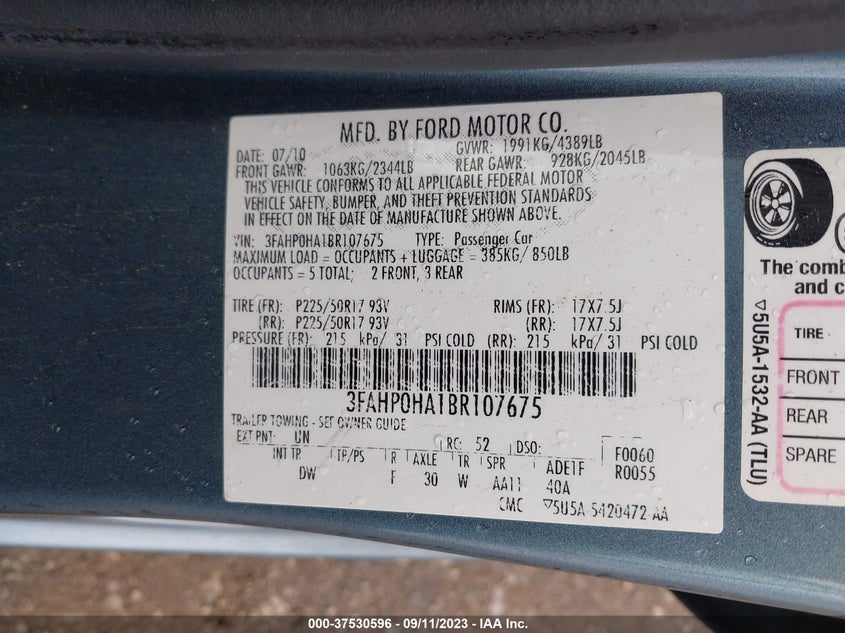 MFD. BY FORD MOTOR CO.
DATE: 07/10 GVWR: 1991KG/4389LB
FRONT GAWR: 1063KG/2344LB REAR GAWR: 928KG/2045LB
THIS VEHICLE CONFORMS TO ALL APPLICABLE FEDERAL MOTOR
VEHICLE SAFETY, BUMPER, AND THEFT PREVENTION STANDARDS
IN EFFECT ON THE DATE OF MANUFACTURE SHOWN ABOVE.
VIN: 3FAHP0HA1BR107675 TYPE: Passenger Car
MAXIMUM LOAD = OCCUPANTS + LUGGAGE = 385KG/ 850LB
OCCUPANTS = 5 TOTAL; 2 FRONT, 3 REAR
TIRE (FR): P225/50R17 93V RIMS (FR): 17X7.5J
(RR): P225/50R17 93V (RR): 17X7.5J
PRESSURE (FR): 215 kPa/ 31 PSI COLD (RR): 215 kPa/ 31 PSI COLD
3FAHP0HA1BR107675
TRAILER TOWING - SEE OWNER GUIDE
EXT PNT: UN RC: 52 DSO: F0060
INT TR TP/PS R AXLE TR SPR ADE1F R0055
DW F 30 W AA11 40A
CMC ▽5U5A-5420472-AA
▽5U5A-1532-AA (TLU)
The comb
and c
TIRE
FRONT
REAR
SPARE
000-37530596 - 09/11/2023 - IAA Inc.